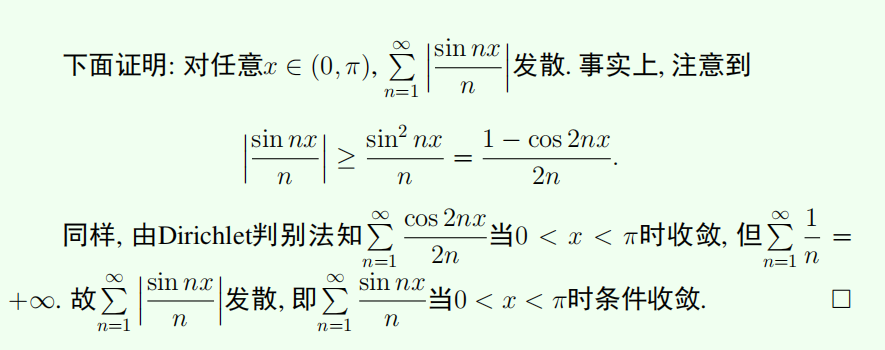 下面证明: 对任意$x \in (0, \pi)$, $\sum_{n=1}^{\infty} \left| \frac{\sin nx}{n} \right|$发散. 事实上, 注意到
$\left| \frac{\sin nx}{n} \right| \geq \frac{\sin^2 nx}{n} = \frac{1 - \cos 2nx}{2n}.$
同样, 由Dirichlet判别法知$\sum_{n=1}^{\infty} \frac{\cos 2nx}{2n}$当$0 < x < \pi$时收敛, 但$\sum_{n=1}^{\infty} \frac{1}{n} =$
$+\infty$. 故$\sum_{n=1}^{\infty} \left| \frac{\sin nx}{n} \right|$发散, 即$\sum_{n=1}^{\infty} \frac{\sin nx}{n}$当$0 < x < \pi$时条件收敛. □